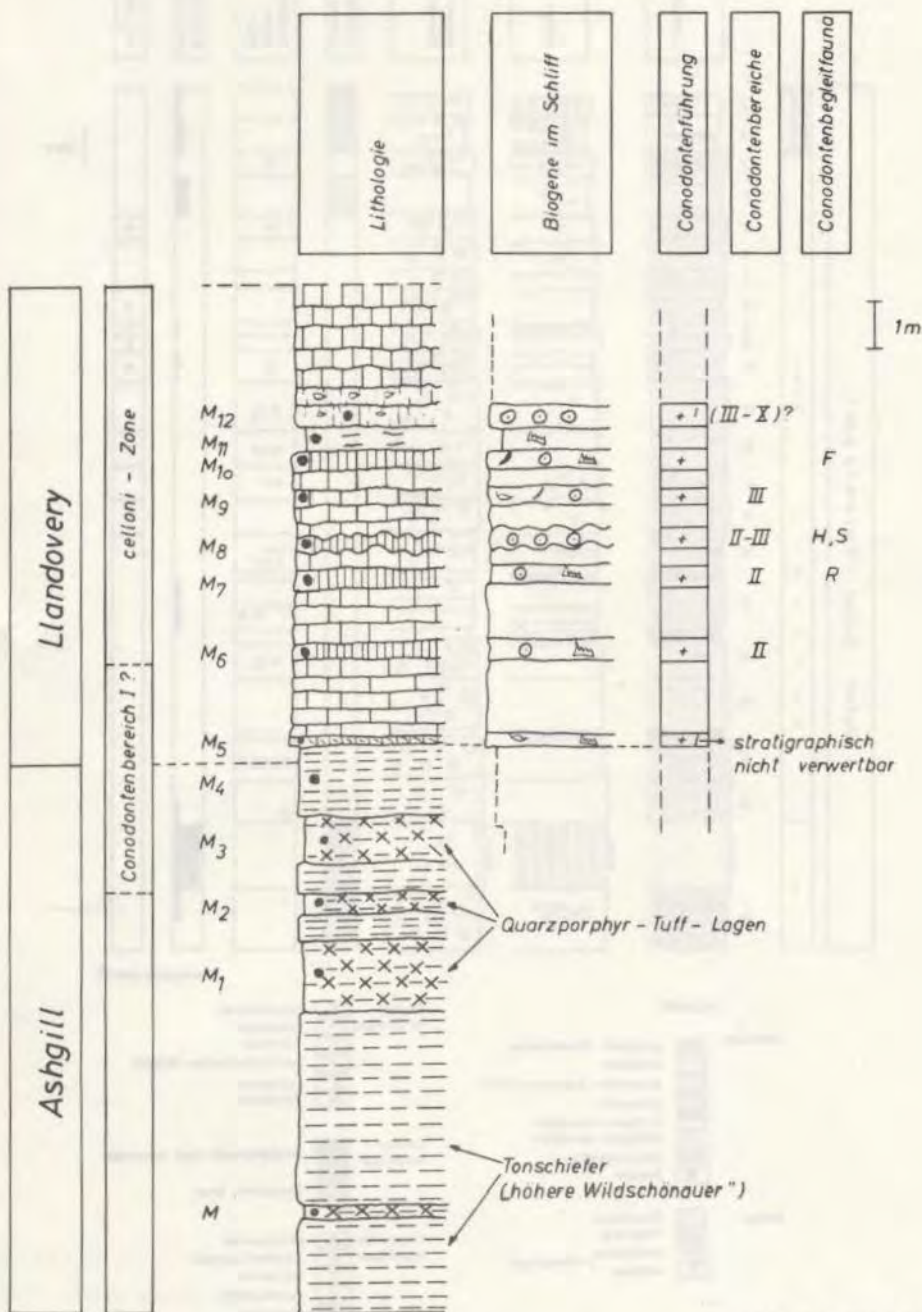 Lithologie
Biogene im Schliff
Conodontenführung
Conodontenbereiche
Conodontenbegleitfauna
1m
Llandovery
Ashgill
celloni - Zone
Conodontenbereich I ?
M12
M11
M10
M9
M8
M7
M6
M5
M4
M3
M2
M1
M
+ I (III - X)?
+ F
+ III
+ II-III H,S
+ II R
+ II
+ I stratigraphisch
nicht verwertbar
Quarzporphyr - Tuff - Lagen
Tonschiefer
(höhere Wildschönauer")